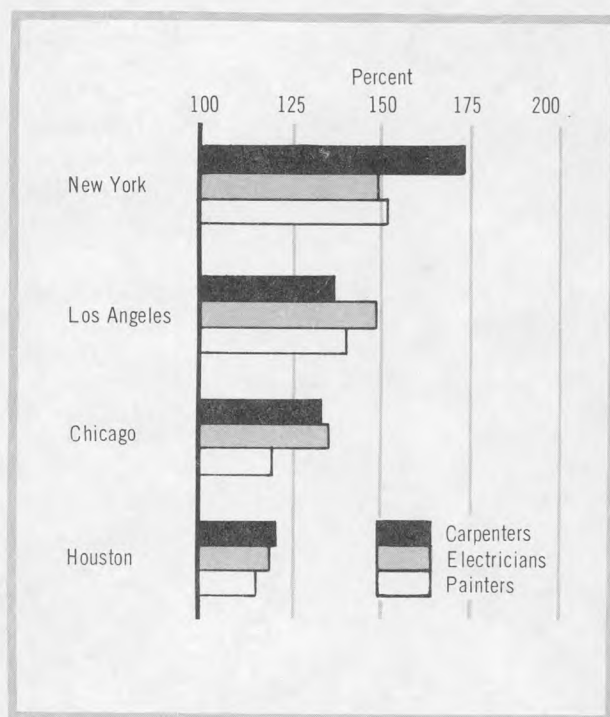 Percent
100 125 150 175 200
New York
Los Angeles
Chicago
Houston
Carpenters
Electricians
Painters